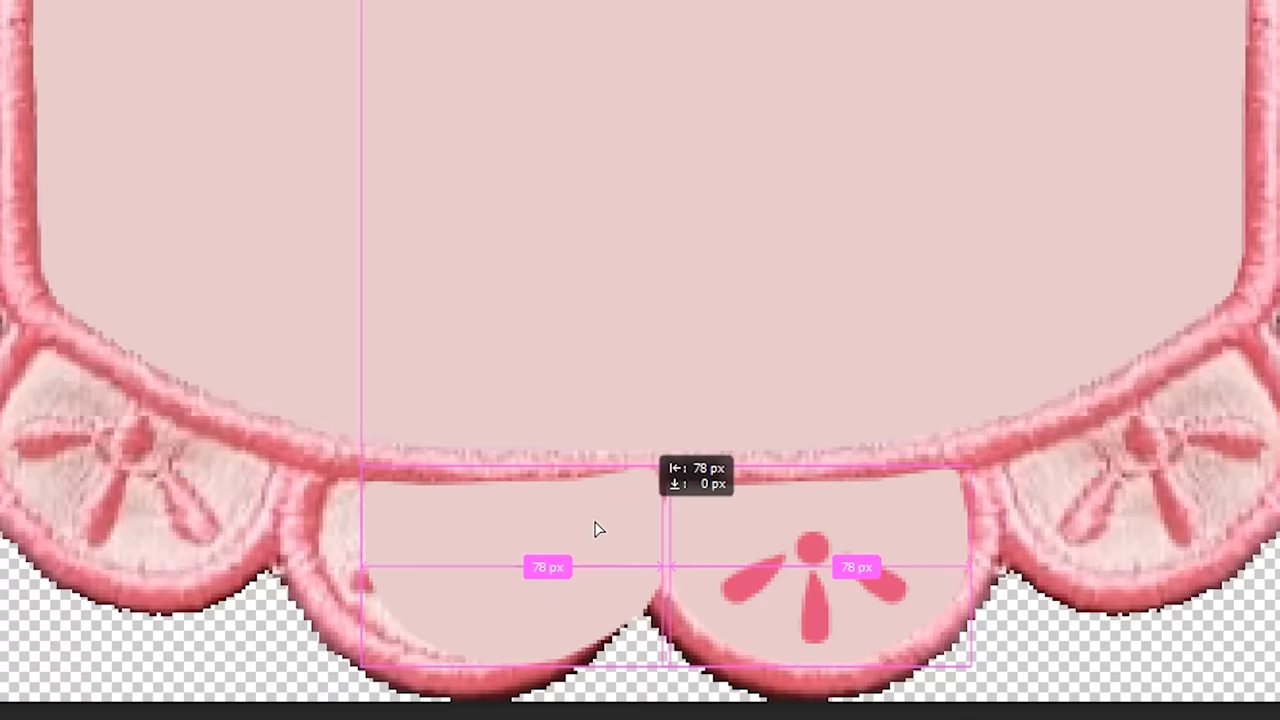 |←: 78 px
↓: 0 px
78 px
78 px